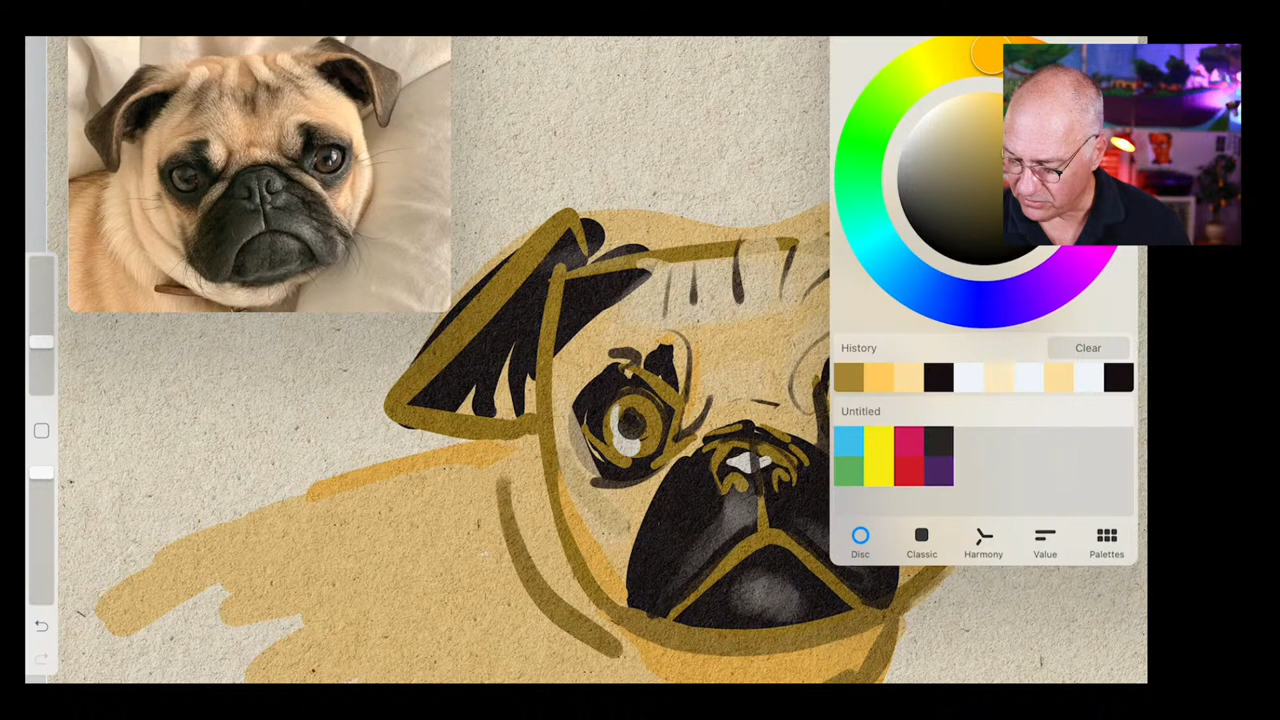 History
Clear
Untitled
Disc
Classic
Harmony
Value
Palettes